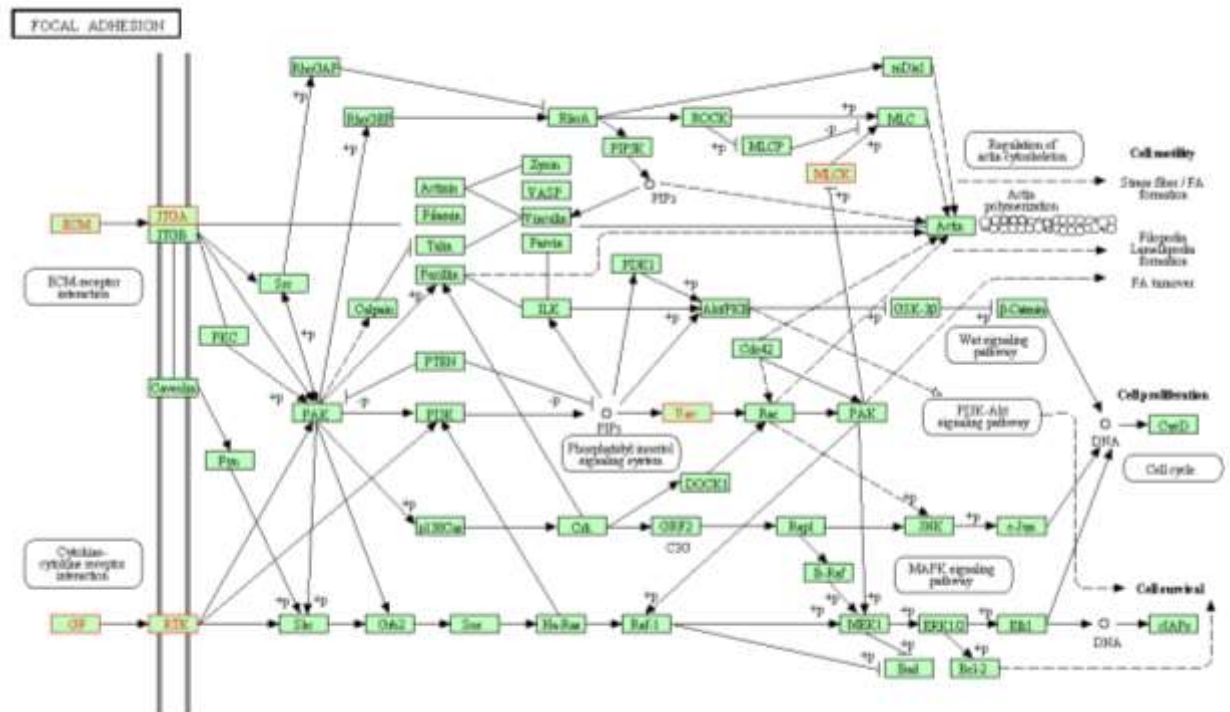 FOCAL ADHESION
RhoGAP
mDia1
+p
RhoGEF
RhoA
ROCK
+p
MLC
+p
-p
PIP5K
+p
MLCP
+p
Regulation of
actin cytoskeleton
Cell motility
Zyxin
MLCK
Actinin
VASP
PIPs
+p
Stress fiber / FA
formation
ECM
ITGA
Filamin
Vinculin
Actin
polymerization
ITGB
Actin
Talin
Parvin
Filopodia
Lamellipodia
formation
ECM-receptor
interaction
Src
Paxillin
PDK1
FA turnover
+p
+p
Calpain
ILK
+p
Akt/PKB
+p
GSK-3β
+p
β-Catenin
PKC
+p
Cdc42
Wnt signaling
pathway
PTEN
Caveolin
+p
-p
-p
Cell proliferation
PI3K
PIPs
Vav
Rac
PAK
PI3K-Akt
signaling pathway
DNA
CycD
Fyn
Phosphatidyl inositol
signaling system
Cell cycle
DOCK1
+p
+p
p130Cas
Crk
GRF2
Rap1
JNK
+p
c-Jun
C3G
Cytokine-
cytokine receptor
interaction
B-Raf
MAPK signaling
pathway
+p
+p
Cell survival
+p
+p
+p
+p
+p
+p
GF
RTK
Shc
Grb2
Sos
Ha-Ras
Raf-1
MEK1
ERK1/2
Elk1
DNA
cIAPs
+p
+p
+p
Bad
Bcl-2